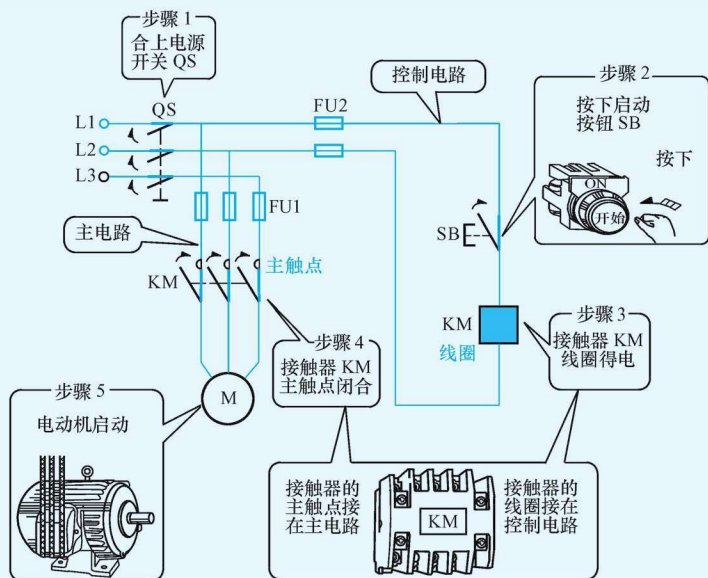 步骤 1
合上电源
开关 QS
控制电路
步骤 2
按下启动
按钮 SB
按下
ON
开始
QS
FU2
L1
L2
L3
FU1
主电路
SB
KM
主触点
KM
线圈
步骤 3
接触器 KM
线圈得电
步骤 4
接触器 KM
主触点闭合
步骤 5
电动机启动
M
接触器的
主触点接
在主电路
KM
接触器的
线圈接在
控制电路